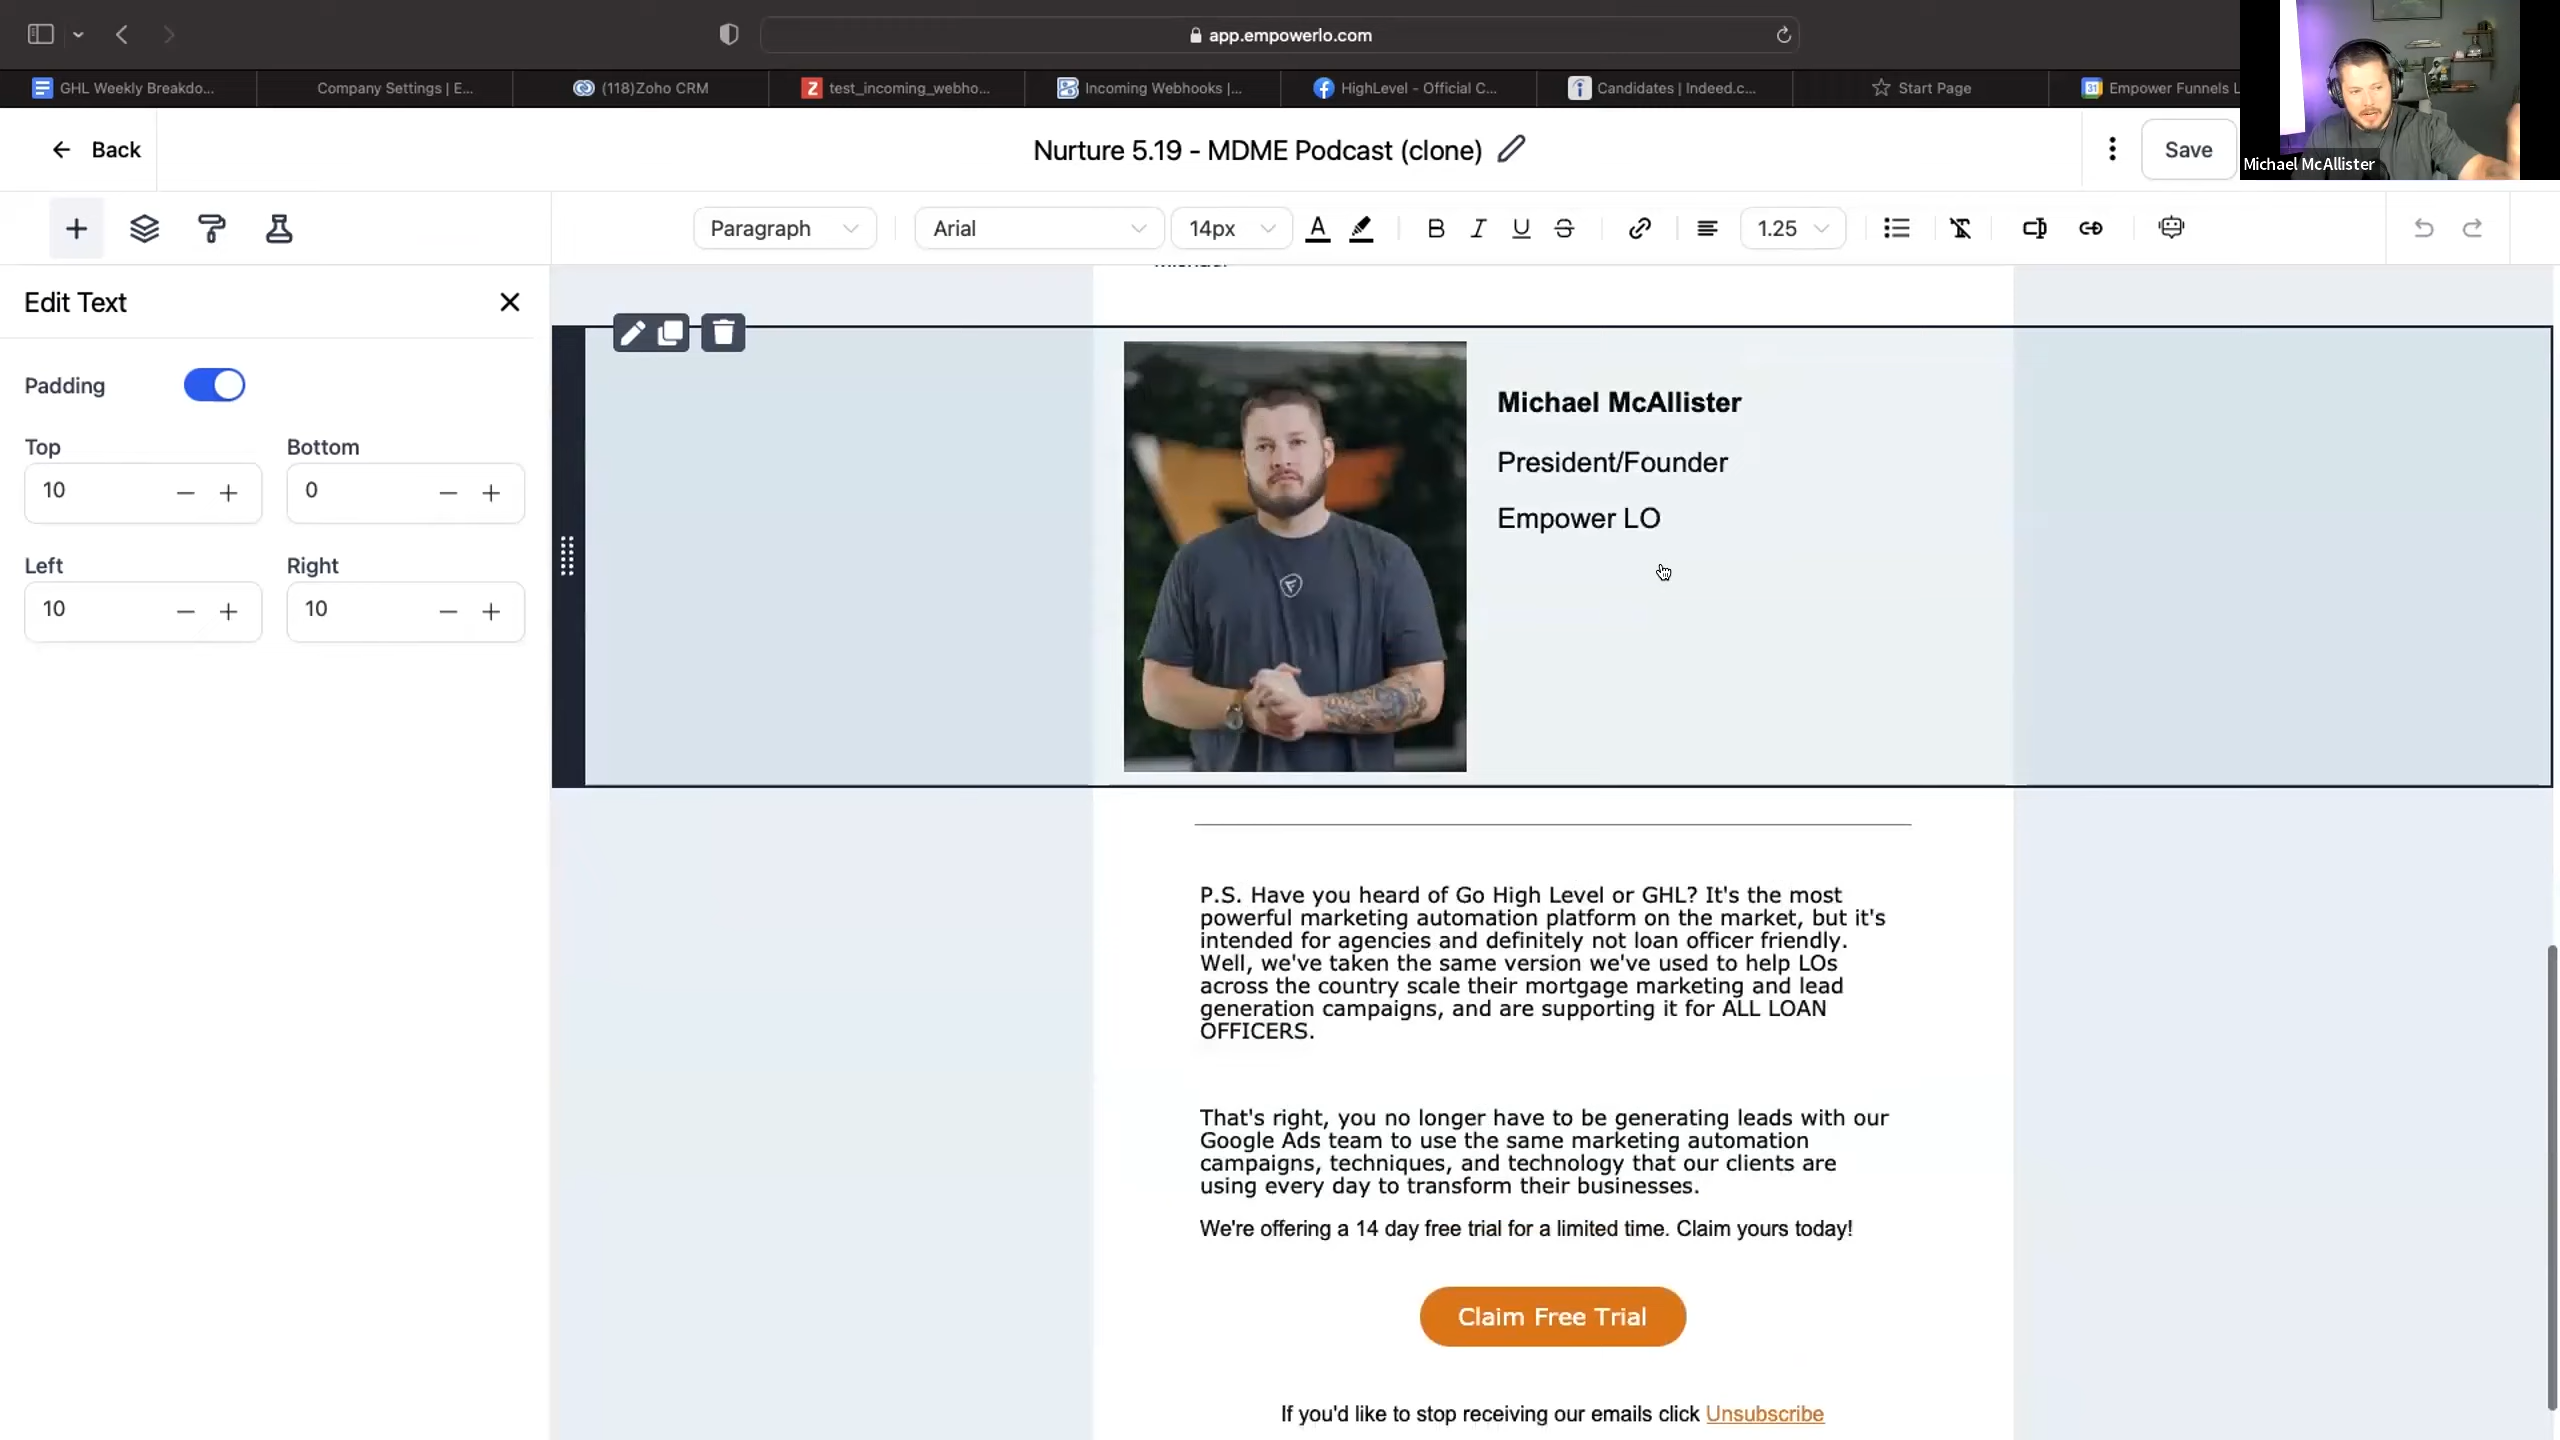 app.empowerlo.com
GHL Weekly Breakdo...
Company Settings | E...
(118)Zoho CRM
test_incoming_webho...
Incoming Webhooks |...
HighLevel - Official C...
Candidates | Indeed.c...
Start Page
Empower Funnels L
Michael McAllister
Back
Nurture 5.19 - MDME Podcast (clone)
Save
Paragraph
Arial
14px
1.25
Edit Text
Padding
Top
Bottom
10
0
Left
Right
10
10
Michael McAllister
President/Founder
Empower LO
P.S. Have you heard of Go High Level or GHL? It's the most
powerful marketing automation platform on the market, but it's
intended for agencies and definitely not loan officer friendly.
Well, we've taken the same version we've used to help LOs
across the country scale their mortgage marketing and lead
generation campaigns, and are supporting it for ALL LOAN
OFFICERS.
That's right, you no longer have to be generating leads with our
Google Ads team to use the same marketing automation
campaigns, techniques, and technology that our clients are
using every day to transform their businesses.
We're offering a 14 day free trial for a limited time. Claim yours today!
Claim Free Trial
If you'd like to stop receiving our emails click Unsubscribe